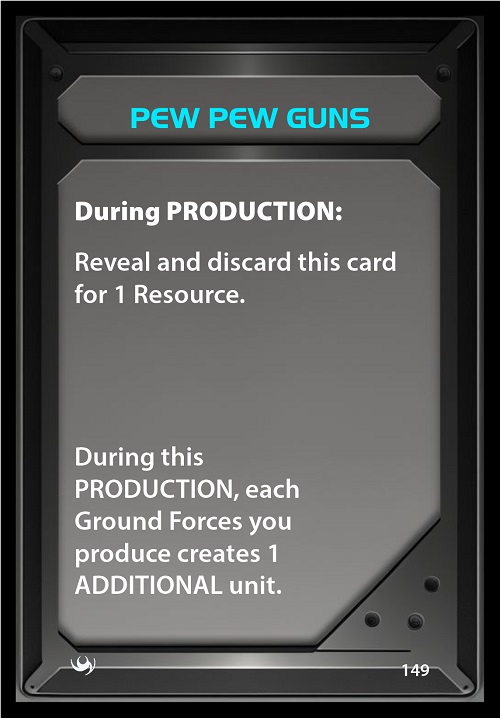 PEW PEW GUNS
During PRODUCTION:
Reveal and discard this card
for 1 Resource.
During this
PRODUCTION, each
Ground Forces you
produce creates 1
ADDITIONAL unit.
149